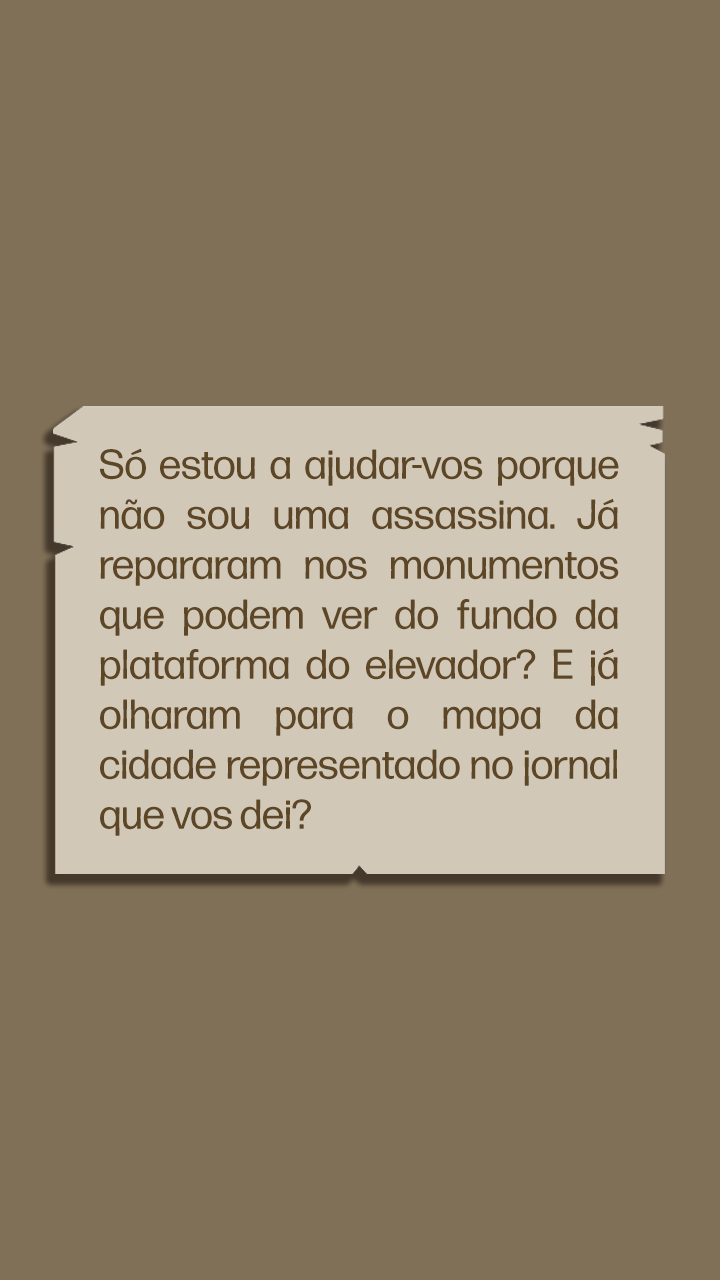 Só estou a ajudar-vos porque
não sou uma assassina. Já
repararam nos monumentos
que podem ver do fundo da
plataforma do elevador? E já
olharam para o mapa da
cidade representado no jornal
que vos dei?